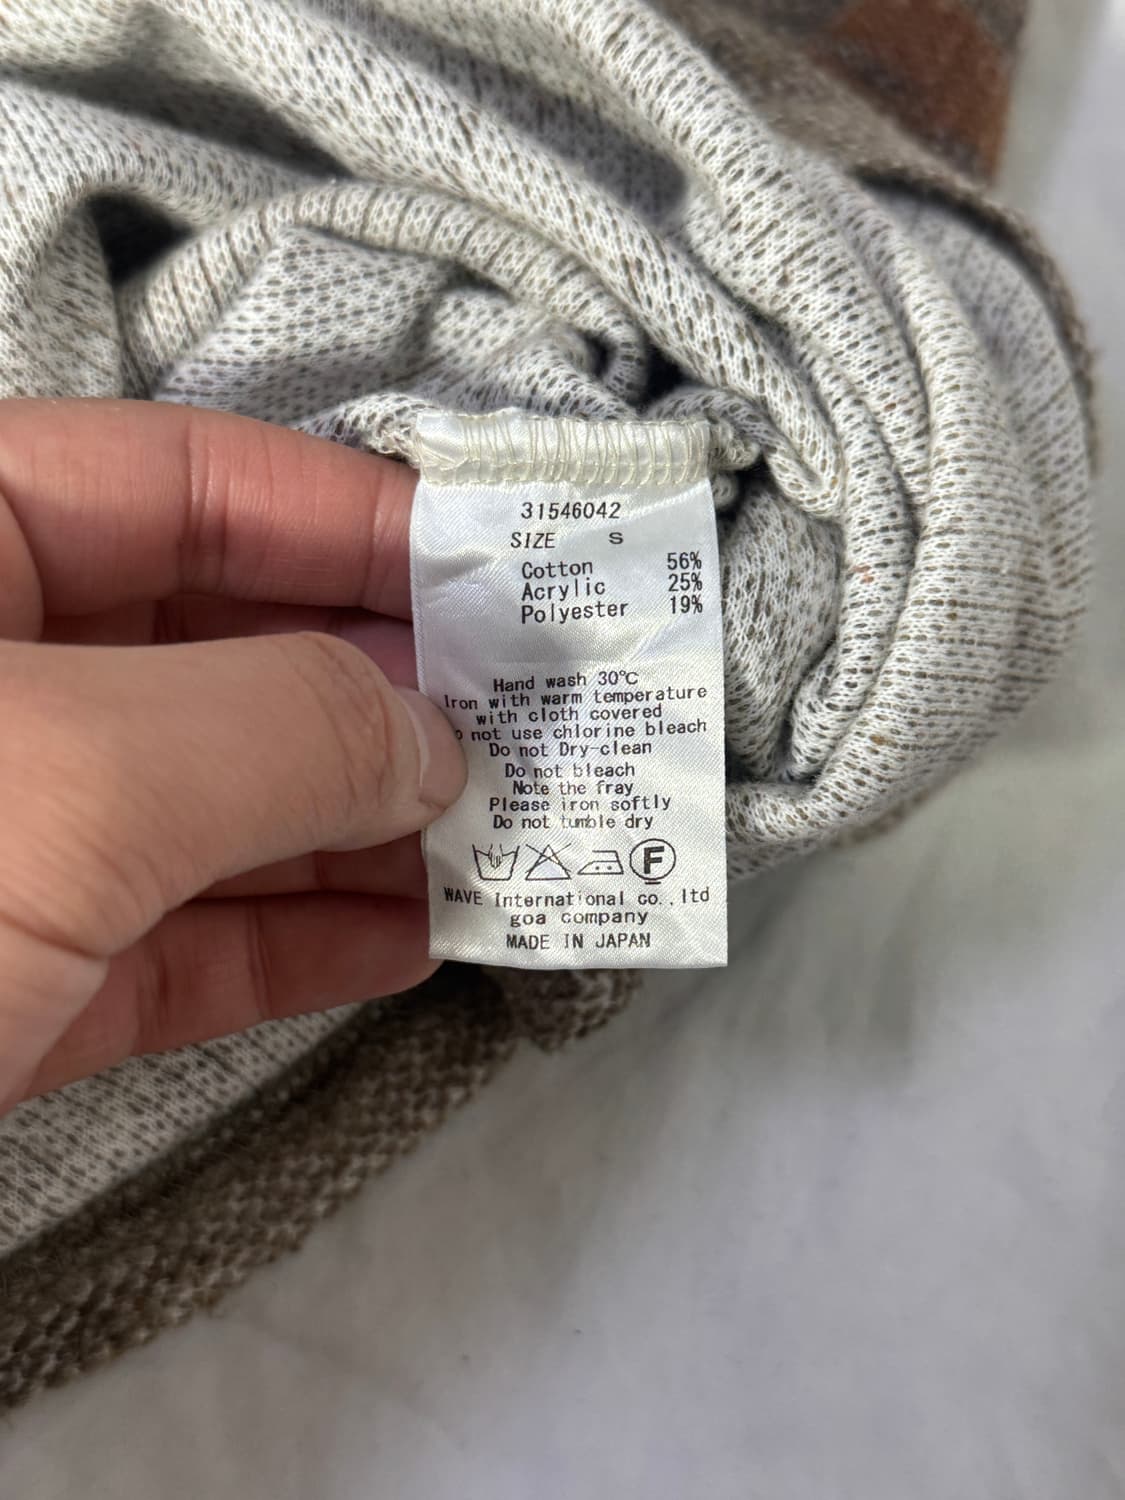 31546042
SIZE S
Cotton 56%
Acrylic 25%
Polyester 19%
Hand wash 30℃
Iron with warm temperature
with cloth covered
o not use chlorine bleach
Do not Dry-clean
Do not bleach
Note the fray
Please iron softly
Do not tumble dry
F
WAVE International co.,ltd
goa company
MADE IN JAPAN